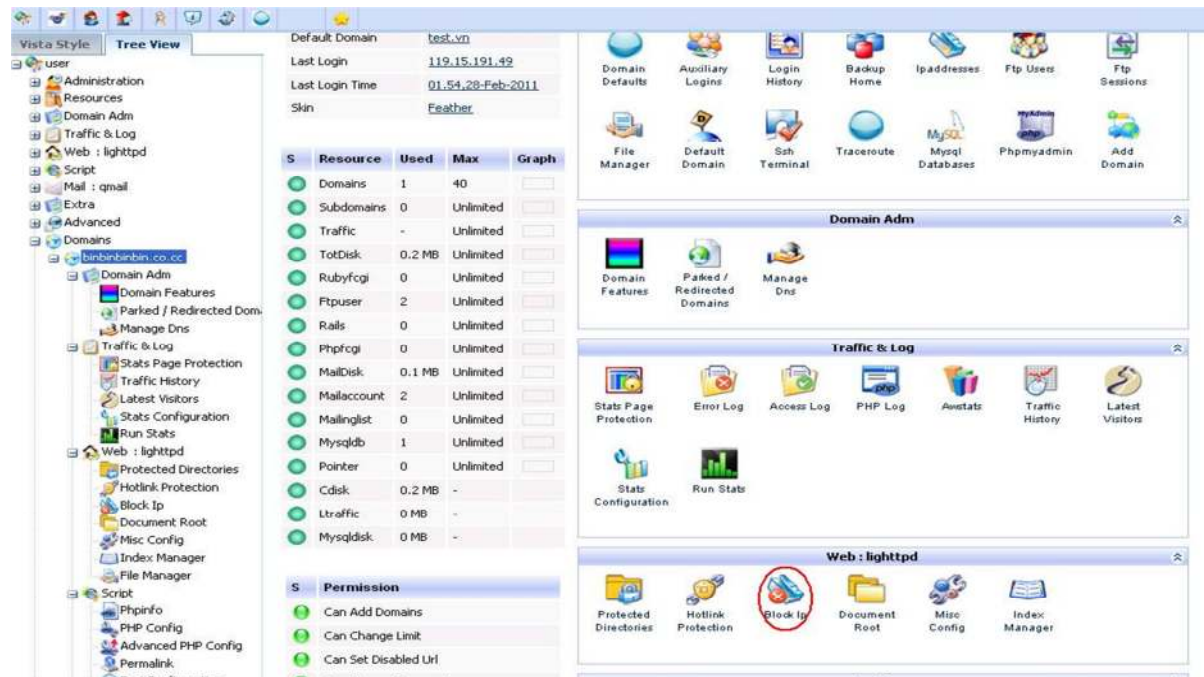 Vista Style Tree View
user
Administration
Resources
Domain Adm
Traffic & Log
Web : lighttpd
Script
Mail : qmail
Extra
Advanced
Domains
binbinbinbin.co.cc
Domain Adm
Domain Features
Parked / Redirected Dom
Manage Dns
Traffic & Log
Stats Page Protection
Traffic History
Latest Visitors
Stats Configuration
Run Stats
Web : lighttpd
Protected Directories
Hotlink Protection
Block Ip
Document Root
Misc Config
Index Manager
File Manager
Script
Phpinfo
PHP Config
Advanced PHP Config
Permalink
Default Domain test.vn
Last Login 119.15.191.49
Last Login Time 01.54,28-Feb-2011
Skin Feather
S Resource Used Max Graph
Domains 1 40
Subdomains 0 Unlimited
Traffic - Unlimited
TotDisk 0.2 MB Unlimited
Rubyfcgi 0 Unlimited
Ftpuser 2 Unlimited
Rails 0 Unlimited
Phpfcgi 0 Unlimited
MailDisk 0.1 MB Unlimited
Mailaccount 2 Unlimited
Mailinglist 0 Unlimited
Mysqldb 1 Unlimited
Pointer 0 Unlimited
Cdisk 0.2 MB -
Ltraffic 0 MB -
Mysqldisk 0 MB -
S Permission
Can Add Domains
Can Change Limit
Can Set Disabled Url
Domain Auxiliary Login Backup Ipaddresses Ftp Users Ftp
Defaults Logins History Home Sessions
MySQL
MyAdmin
php
File Default Ssh Traceroute Mysql Phpmyadmin Add
Manager Domain Terminal Databases Domain
Domain Adm
Domain Parked / Manage
Features Redirected Dns
Domains
Traffic & Log
php
Stats Page Error Log Access Log PHP Log Awstats Traffic Latest
Protection History Visitors
Stats Run Stats
Configuration
Web : lighttpd
Protected Hotlink Block Ip Document Misc Index
Directories Protection Root Config Manager